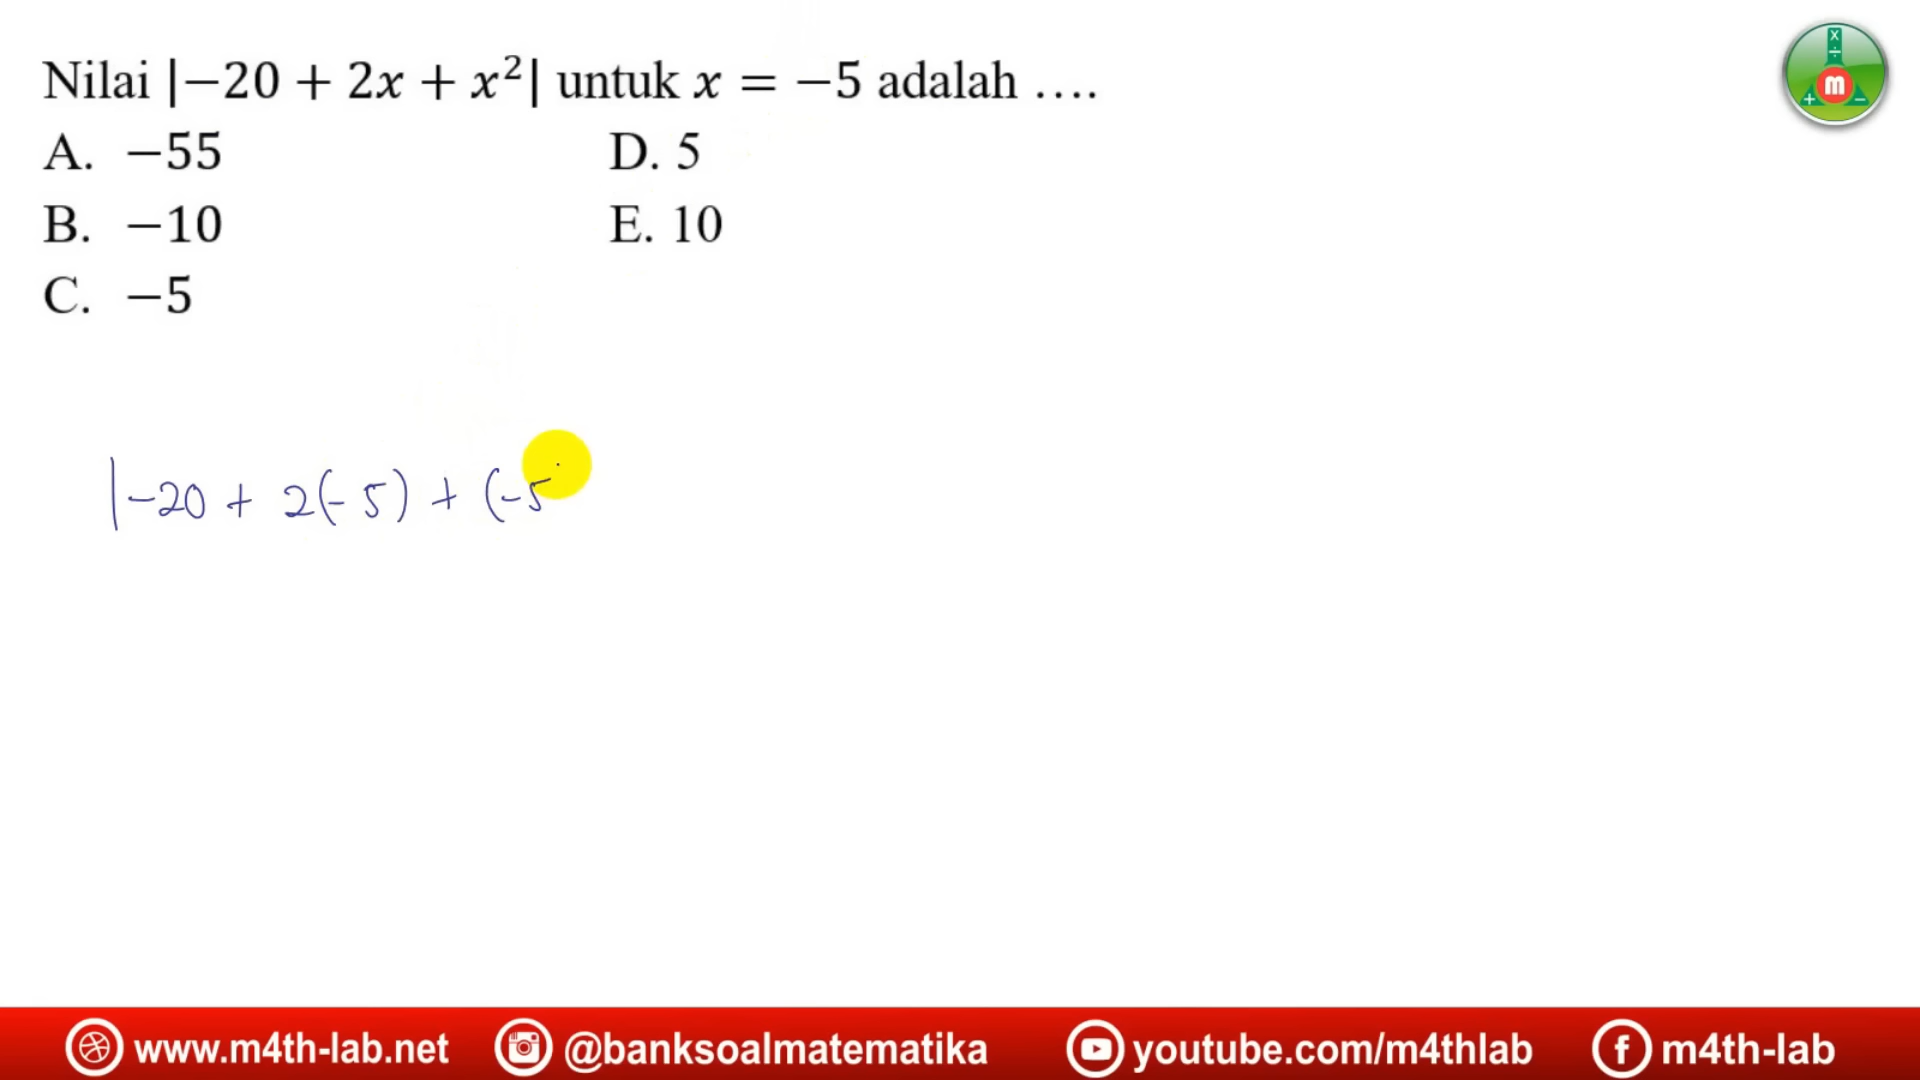 Nilai |−20 + 2x + x²| untuk x = −5 adalah ….
A. −55
D. 5
B. −10
E. 10
C. −5
|-20 + 2(-5) + (-5
x
÷
m
+ −
www.m4th-lab.net @banksoalmatematika youtube.com/m4thlab m4th-lab